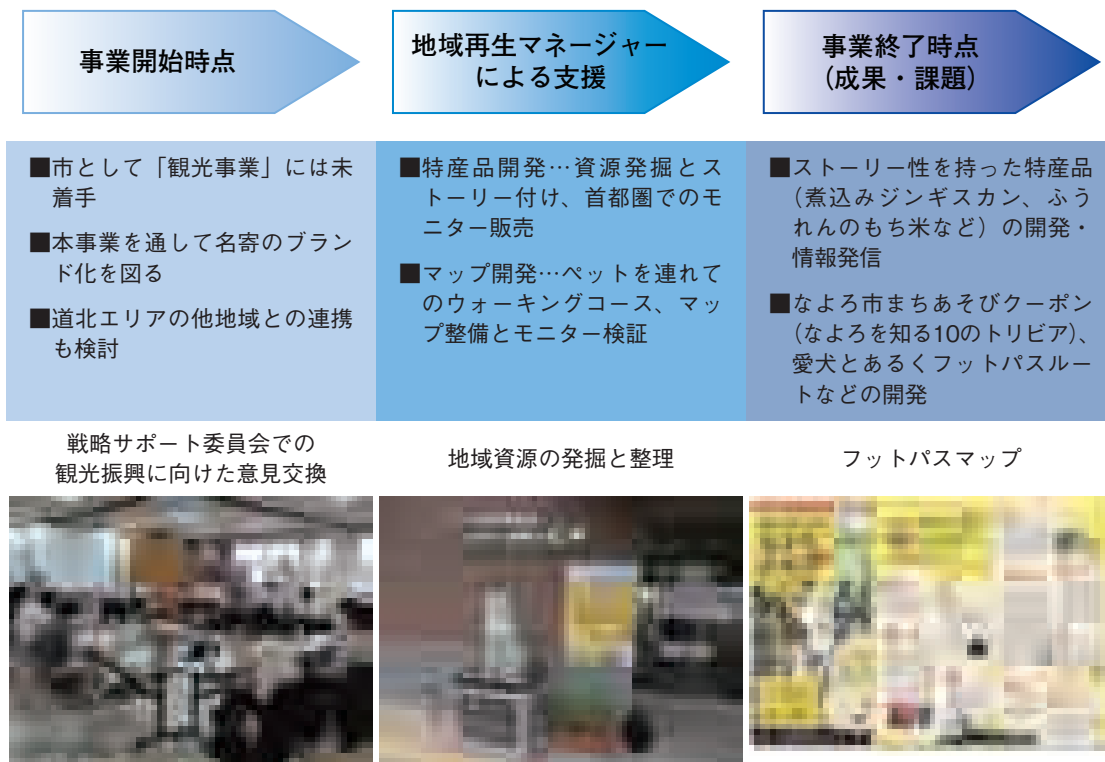 事業開始時点
地域再生マネージャー
による支援
事業終了時点
(成果・課題)
■市として「観光事業」には未
着手
■本事業を通して名寄のブラン
ド化を図る
■道北エリアの他地域との連携
も検討
■特産品開発…資源発掘とス
トーリー付け、首都圏でのモ
ニター販売
■マップ開発…ペットを連れて
のウォーキングコース、マッ
プ整備とモニター検証
■ストーリー性を持った特産品
(煮込みジンギスカン、ふう
れんのもち米など)の開発・
情報発信
■なよろ市まちあそびクーポン
(なよろを知る10のトリビア)、
愛犬とあるくフットパスルー
トなどの開発
戦略サポート委員会での
観光振興に向けた意見交換
地域資源の発掘と整理
フットパスマップ